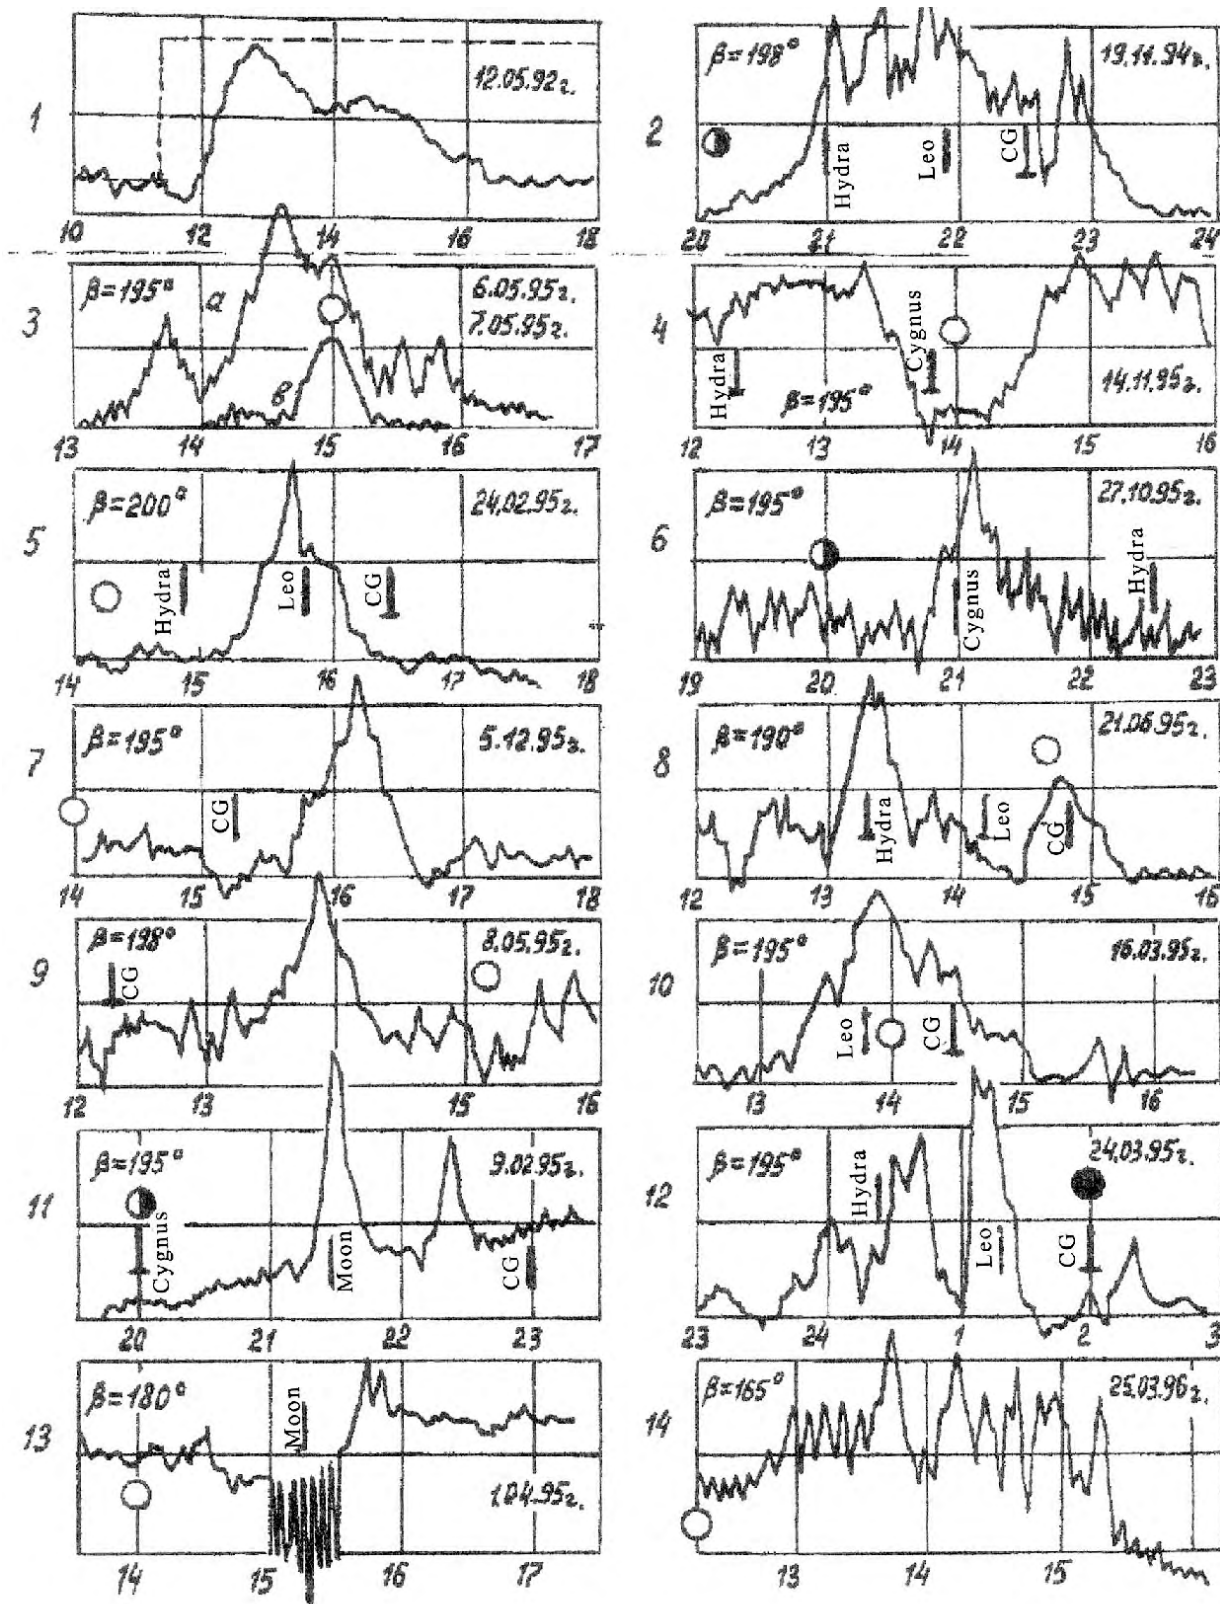 1
12.05.92г.
10 12 14 16 18
2
β=198°
19.11.94г.
Hydra
Leo
CG
20 21 22 23 24
3
β=195°
a
в
6.05.95г.
7.05.95г.
13 14 15 16 17
4
Hydra
Cygnus
β=195°
14.11.95г.
12 13 14 15 16
5
β=200°
24.02.95г.
Hydra
Leo
CG
14 15 16 17 18
6
β=195°
27.10.95г.
Cygnus
Hydra
19 20 21 22 23
7
β=195°
5.12.95г.
CG
14 15 16 17 18
8
β=190°
21.06.95г.
Hydra
Leo
CG
12 13 14 15 16
9
β=198°
8.05.95г.
CG
12 13 15 16
10
β=195°
16.03.95г.
Leo
CG
13 14 15 16
11
β=195°
9.02.95г.
Cygnus
Moon
CG
20 21 22 23
12
β=195°
24.03.95г.
Hydra
Leo
CG
23 24 1 2 3
13
β=180°
Moon
1.04.95г.
14 15 16 17
14
β=165°
25.03.96г.
13 14 15